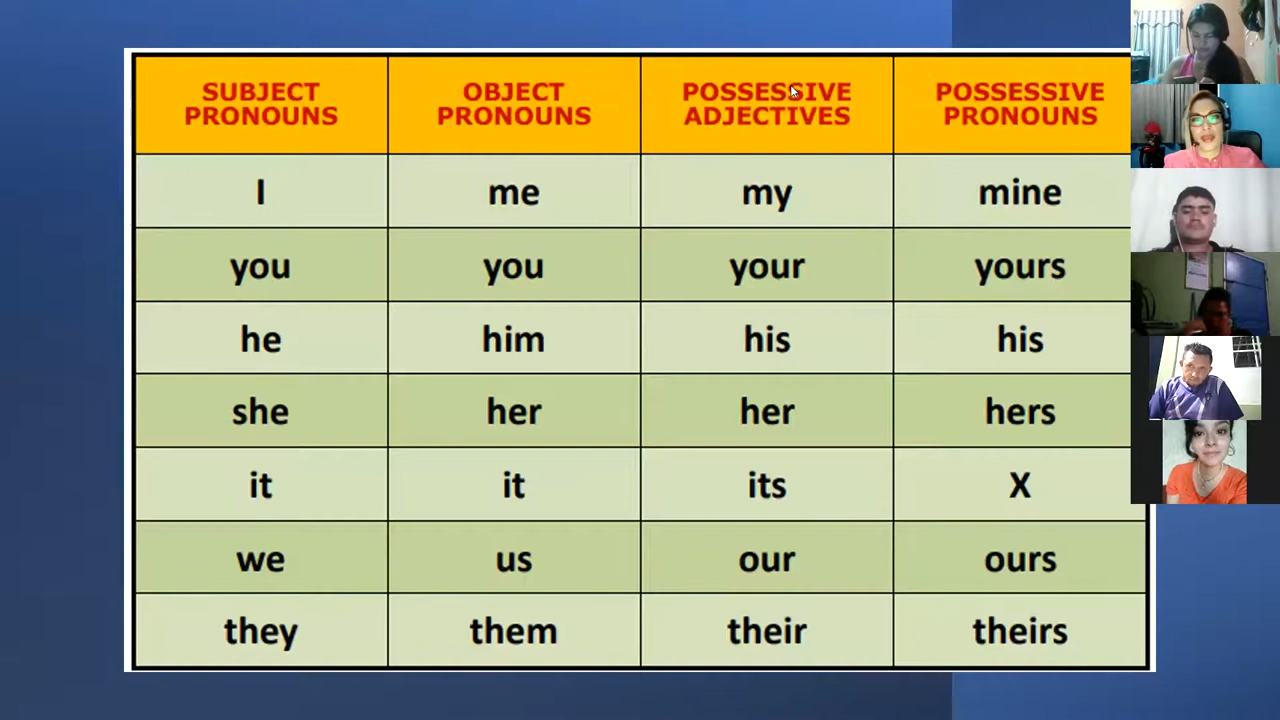 SUBJECT PRONOUNS OBJECT PRONOUNS POSSESSIVE ADJECTIVES POSSESSIVE PRONOUNS
I me my mine
you you your yours
he him his his
she her her hers
it it its X
we us our ours
they them their theirs